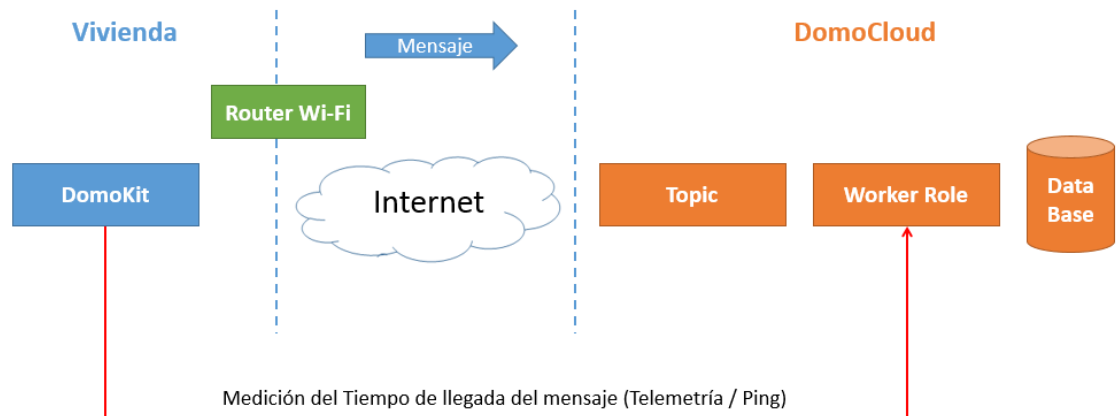 Vivienda
Mensaje
DomoCloud
Router Wi-Fi
DomoKit
Internet
Topic
Worker Role
Data
Base
Medición del Tiempo de llegada del mensaje (Telemetría / Ping)